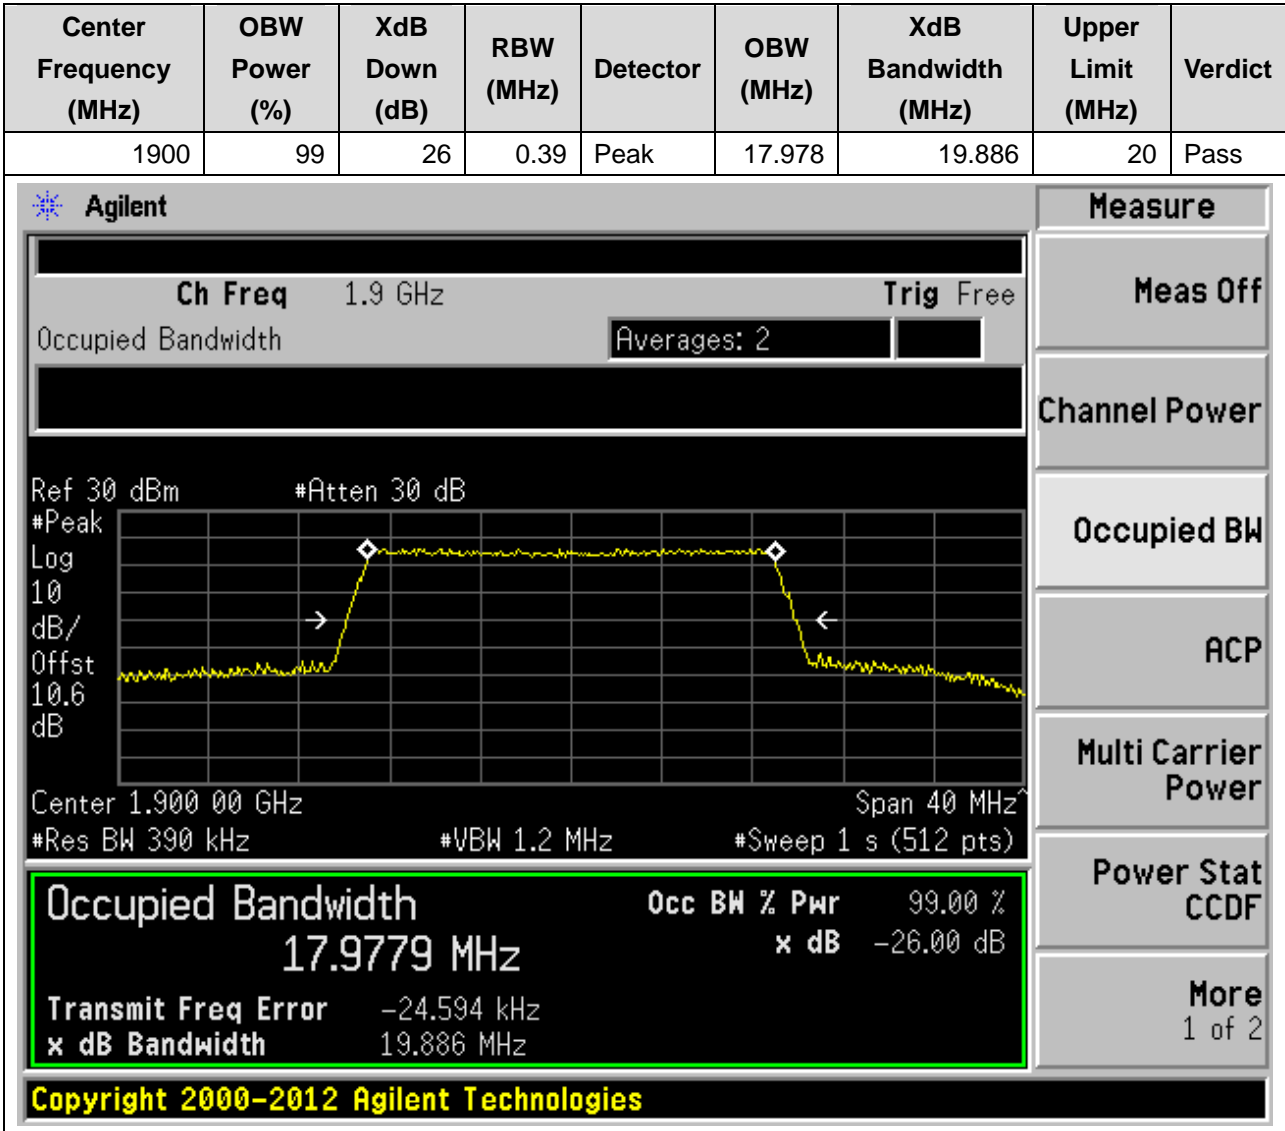 Center Frequency (MHz) OBW Power (%) XdB Down (dB) RBW (MHz) Detector OBW (MHz) XdB Bandwidth (MHz) Upper Limit (MHz) Verdict
1900 99 26 0.39 Peak 17.978 19.886 20 Pass
Agilent
Measure
Ch Freq 1.9 GHz Trig Free
Meas Off
Occupied Bandwidth Averages: 2
Channel Power
Ref 30 dBm #Atten 30 dB
#Peak
Log
10
dB/
Offst
10.6
dB
Occupied BW
ACP
Multi Carrier
Power
Center 1.900 00 GHz Span 40 MHz^
#Res BW 390 kHz #VBW 1.2 MHz #Sweep 1 s (512 pts)
Power Stat
CCDF
Occupied Bandwidth Occ BW % Pwr 99.00 %
17.9779 MHz x dB -26.00 dB
Transmit Freq Error -24.594 kHz
x dB Bandwidth 19.886 MHz
More
1 of 2
Copyright 2000-2012 Agilent Technologies